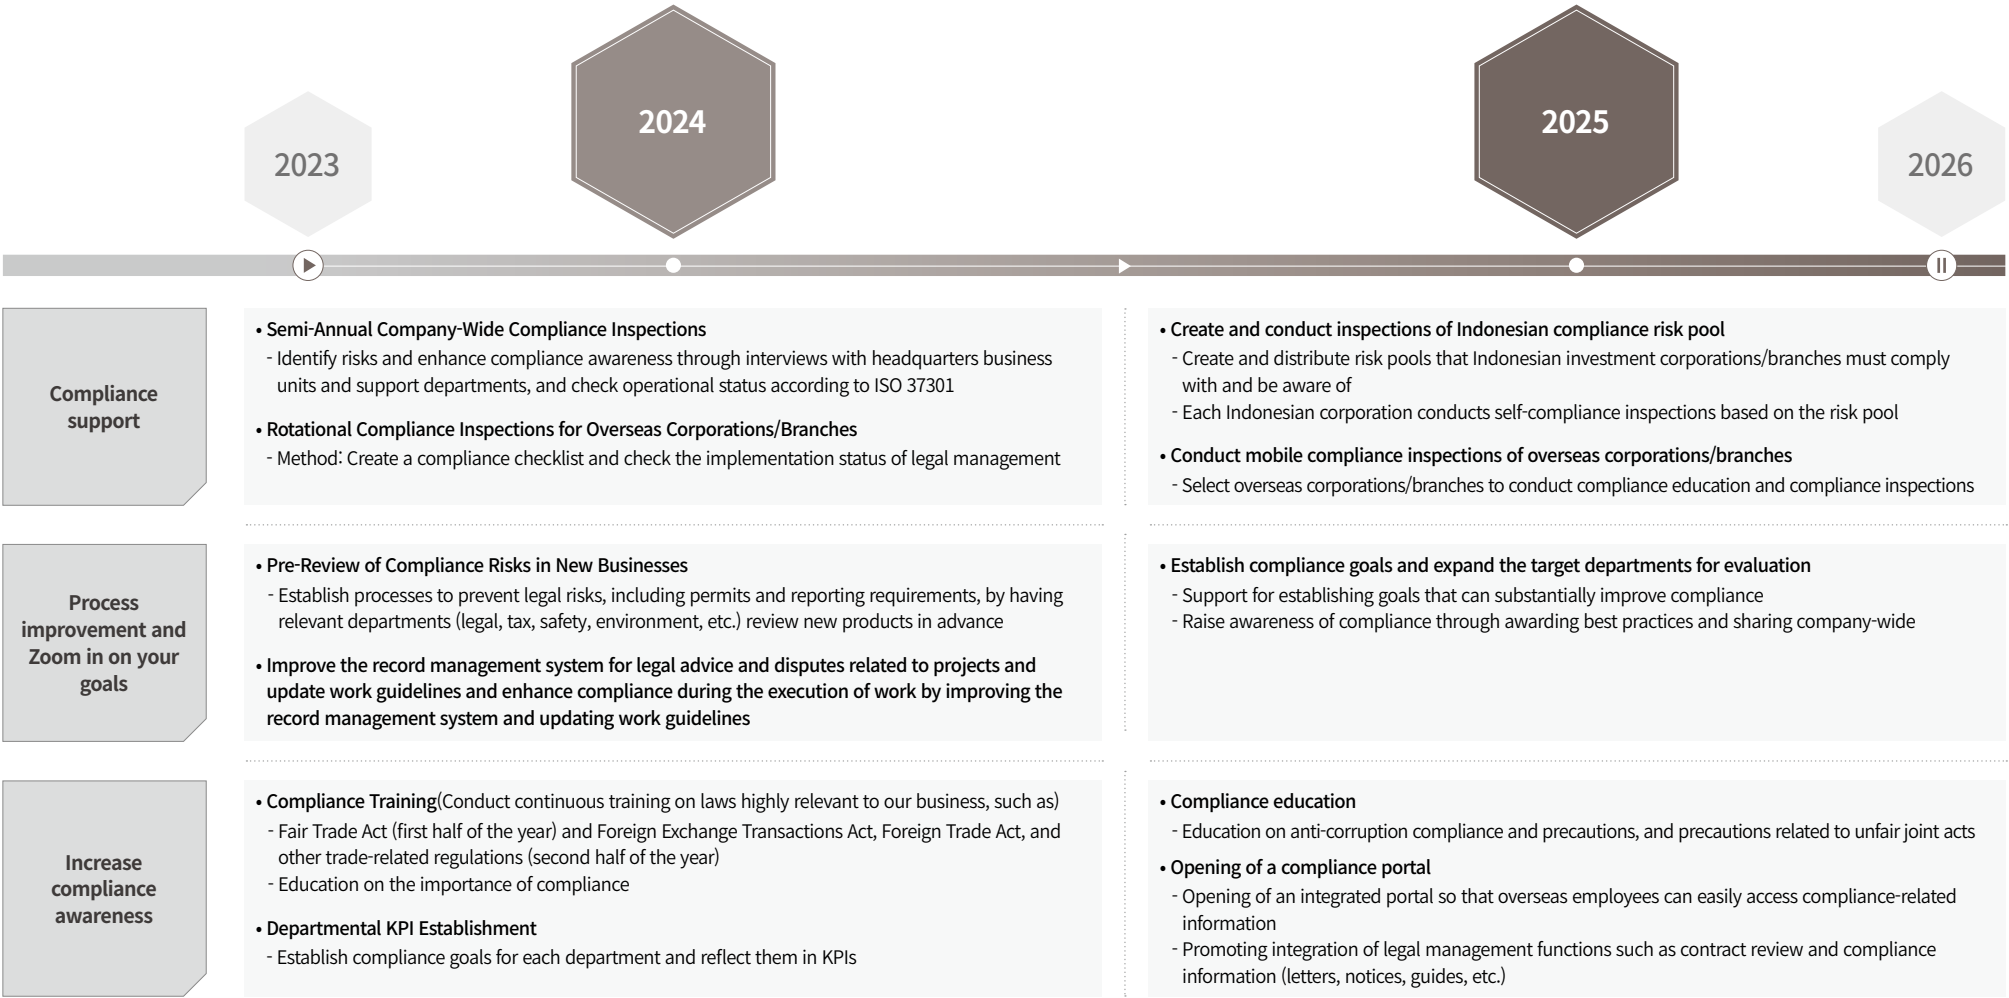 2023
2024
2025
2026
Compliance
support
• Semi-Annual Company-Wide Compliance Inspections
- Identify risks and enhance compliance awareness through interviews with headquarters business
units and support departments, and check operational status according to ISO 37301
• Rotational Compliance Inspections for Overseas Corporations/Branches
- Method: Create a compliance checklist and check the implementation status of legal management
• Create and conduct inspections of Indonesian compliance risk pool
- Create and distribute risk pools that Indonesian investment corporations/branches must comply
with and be aware of
- Each Indonesian corporation conducts self-compliance inspections based on the risk pool
• Conduct mobile compliance inspections of overseas corporations/branches
- Select overseas corporations/branches to conduct compliance education and compliance inspections
Process
improvement and
Zoom in on your
goals
• Pre-Review of Compliance Risks in New Businesses
- Establish processes to prevent legal risks, including permits and reporting requirements, by having
relevant departments (legal, tax, safety, environment, etc.) review new products in advance
• Improve the record management system for legal advice and disputes related to projects and
update work guidelines and enhance compliance during the execution of work by improving the
record management system and updating work guidelines
• Establish compliance goals and expand the target departments for evaluation
- Support for establishing goals that can substantially improve compliance
- Raise awareness of compliance through awarding best practices and sharing company-wide
Increase
compliance
awareness
• Compliance Training(Conduct continuous training on laws highly relevant to our business, such as)
- Fair Trade Act (first half of the year) and Foreign Exchange Transactions Act, Foreign Trade Act, and
other trade-related regulations (second half of the year)
- Education on the importance of compliance
• Departmental KPI Establishment
- Establish compliance goals for each department and reflect them in KPIs
• Compliance education
- Education on anti-corruption compliance and precautions, and precautions related to unfair joint acts
• Opening of a compliance portal
- Opening of an integrated portal so that overseas employees can easily access compliance-related
information
- Promoting integration of legal management functions such as contract review and compliance
information (letters, notices, guides, etc.)